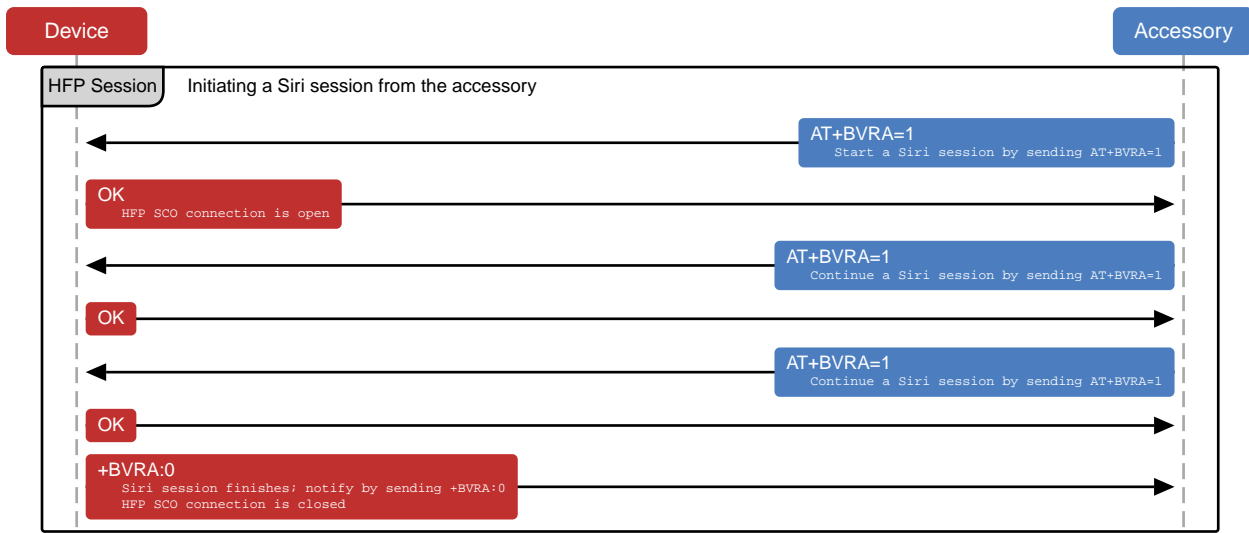 Device
Accessory
HFP Session
Initiating a Siri session from the accessory
AT+BVRA=1
Start a Siri session by sending AT+BVRA=1
OK
HFP SCO connection is open
AT+BVRA=1
Continue a Siri session by sending AT+BVRA=1
OK
AT+BVRA=1
Continue a Siri session by sending AT+BVRA=1
OK
+BVRA:0
Siri session finishes; notify by sending +BVRA:0
HFP SCO connection is closed